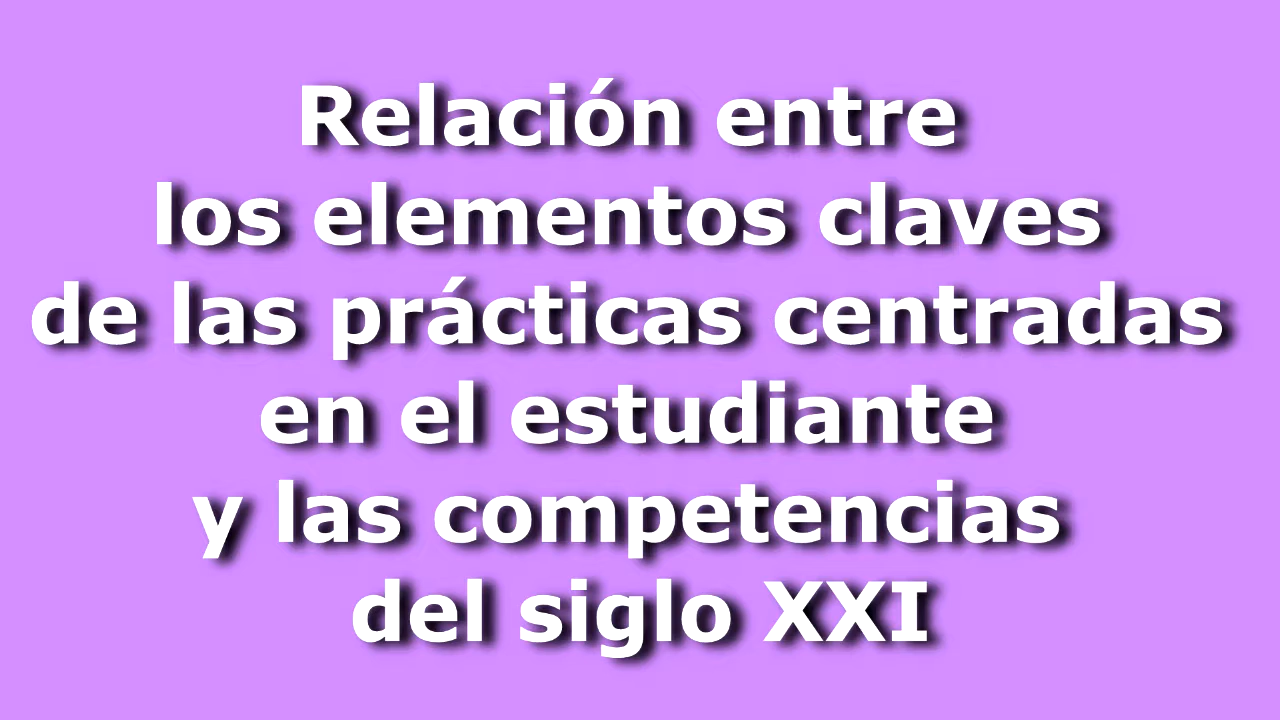 Relación entre
los elementos claves
de las prácticas centradas
en el estudiante
y las competencias
del siglo XXI